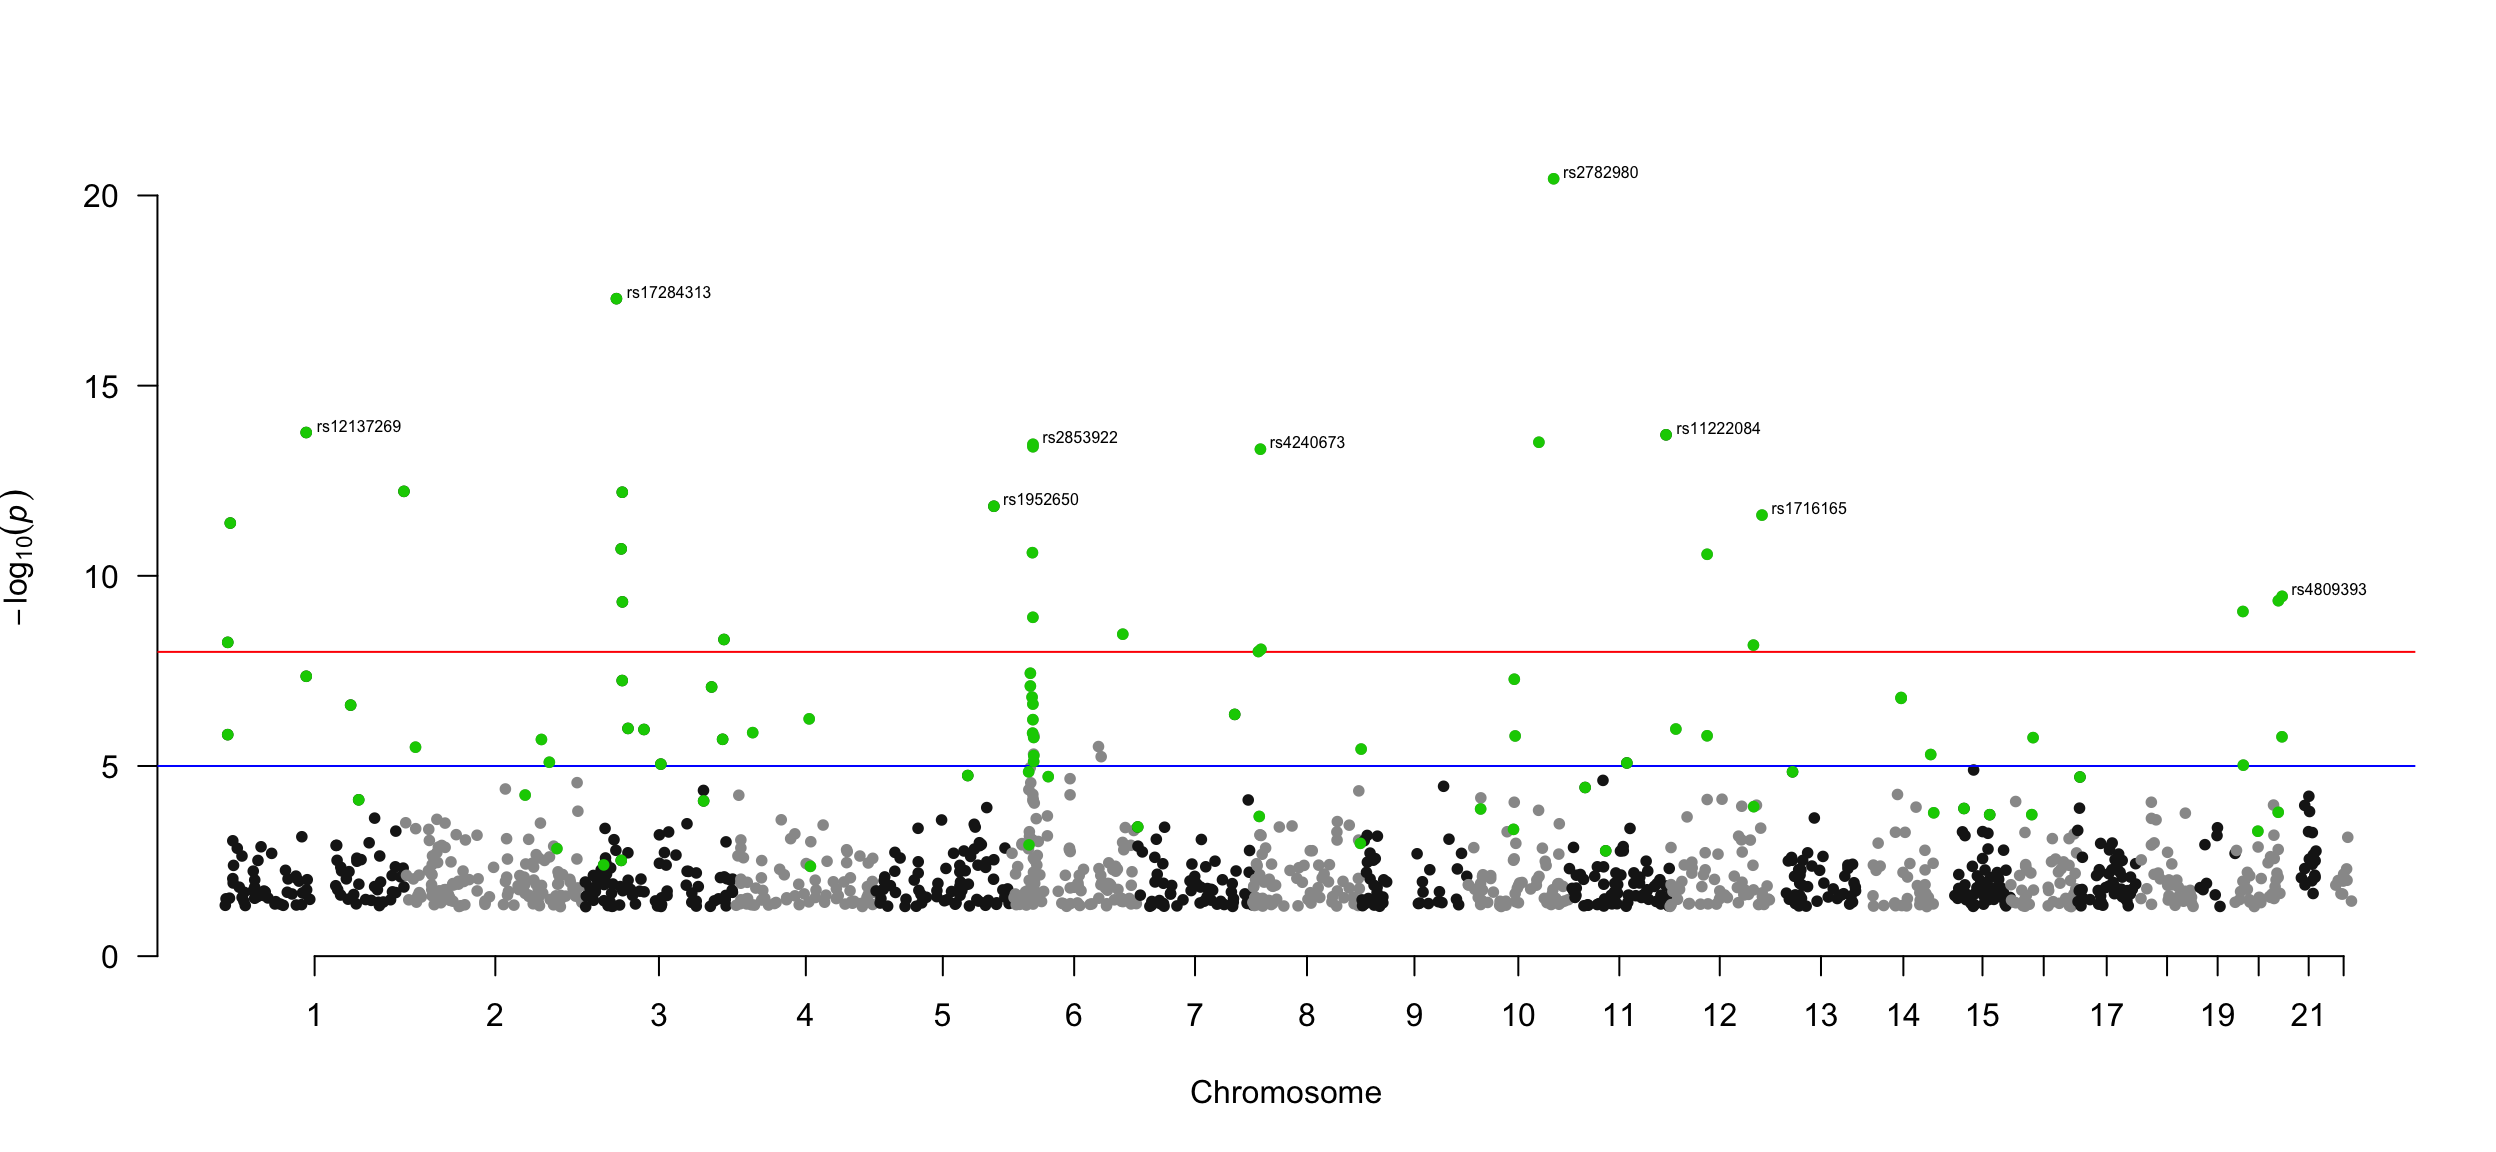 rs2782980
20
rs17284313
15
rs12137269
rs2853922
rs4240673
rs11222084
rs1952650
rs1716165
10
rs4809393
−log10(p)
5
0
1 2 3 4 5 6 7 8 9 10 11 12 13 14 15 17 19 21
Chromosome